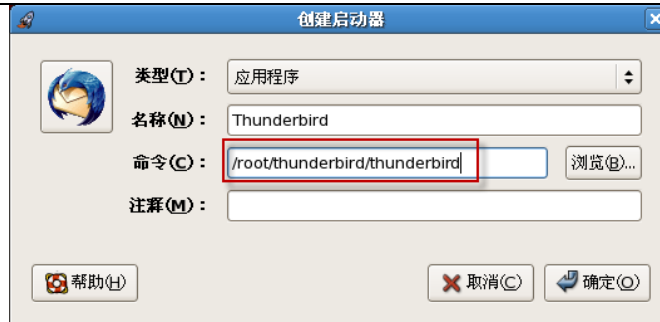 创建启动器
类型(T)： 应用程序
名称(N)： Thunderbird
命令(C)： /root/thunderbird/thunderbird 浏览(B)...
注释(M)：
帮助(H) 取消(C) 确定(O)